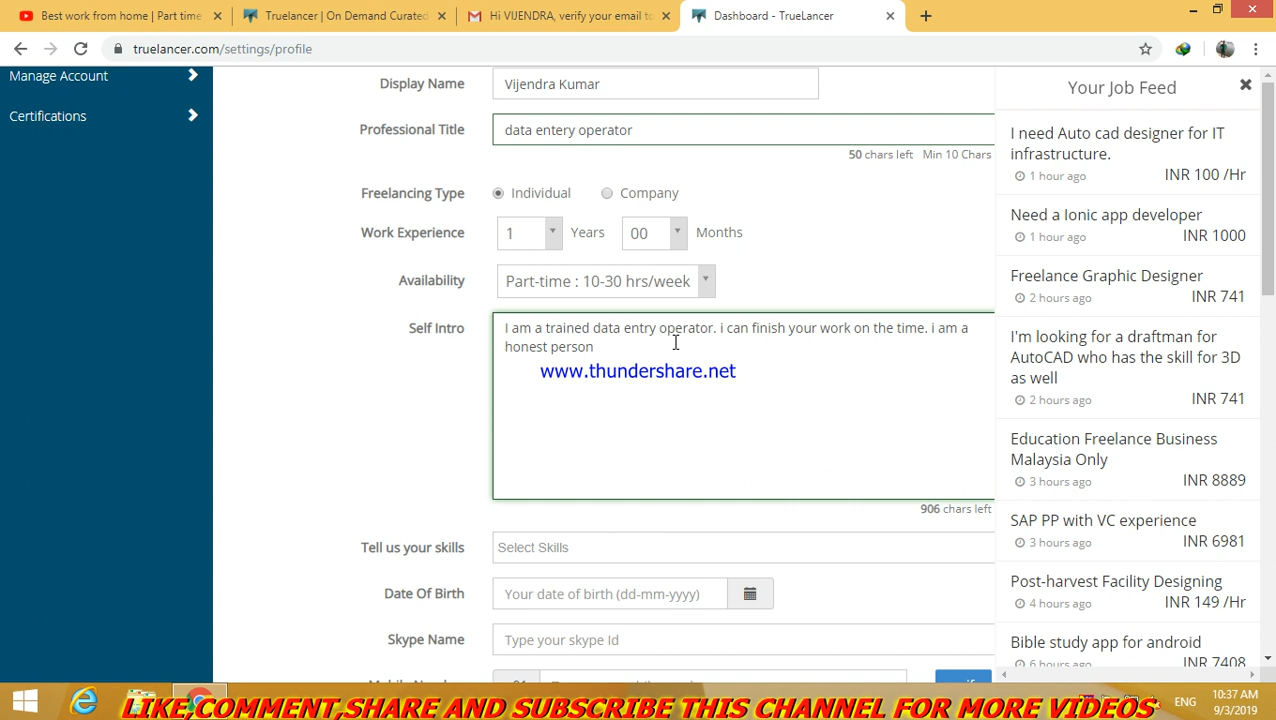 Best work from home | Part time
Truelancer | On Demand Curated
Hi VIJENDRA, verify your email to
Dashboard - TrueLancer
truelancer.com/settings/profile
Manage Account
Certifications
Display Name
Vijendra Kumar
Professional Title
data entery operator
50 chars left Min 10 Chars
Freelancing Type
Individual
Company
Work Experience
1
Years
00
Months
Availability
Part-time : 10-30 hrs/week
Self Intro
I am a trained data entry operator. i can finish your work on the time. i am a
honest person
www.thundershare.net
906 chars left
Tell us your skills
Select Skills
Date Of Birth
Your date of birth (dd-mm-yyyy)
Skype Name
Type your skype Id
Your Job Feed
I need Auto cad designer for IT
infrastructure.
1 hour ago
INR 100 /Hr
Need a Ionic app developer
1 hour ago
INR 1000
Freelance Graphic Designer
2 hours ago
INR 741
I'm looking for a draftman for
AutoCAD who has the skill for 3D
as well
2 hours ago
INR 741
Education Freelance Business
Malaysia Only
3 hours ago
INR 8889
SAP PP with VC experience
3 hours ago
INR 6981
Post-harvest Facility Designing
4 hours ago
INR 149 /Hr
Bible study app for android
6 hours ago
INR 7408
LIKE,COMMENT,SHARE AND SUBSCRIBE THIS CHANNEL FOR MORE VIDEOS
ENG
10:37 AM
9/3/2019